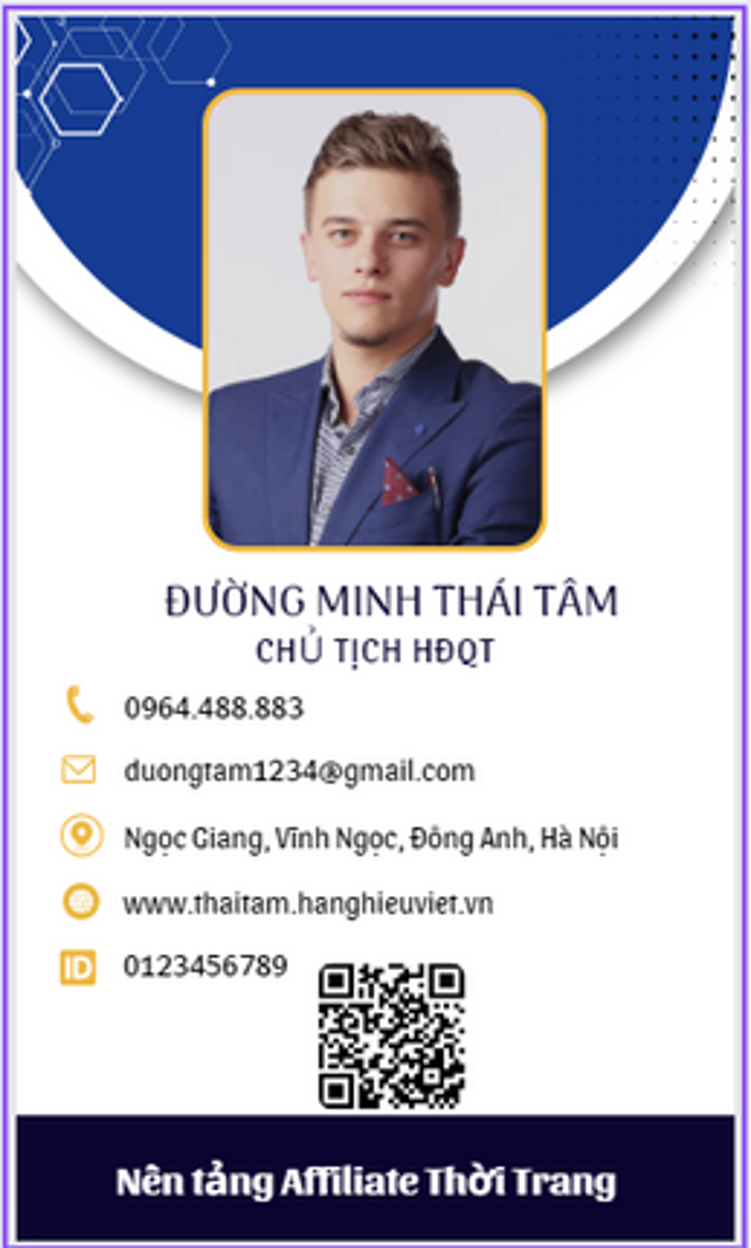 ĐƯỜNG MINH THÁI TÂM
CHỦ TỊCH HĐQT
0964.488.883
duongtam1234@gmail.com
Ngọc Giang, Vĩnh Ngọc, Đông Anh, Hà Nội
www.thaitam.hanghieuviet.vn
ID 0123456789
Nền tảng Affiliate Thời Trang